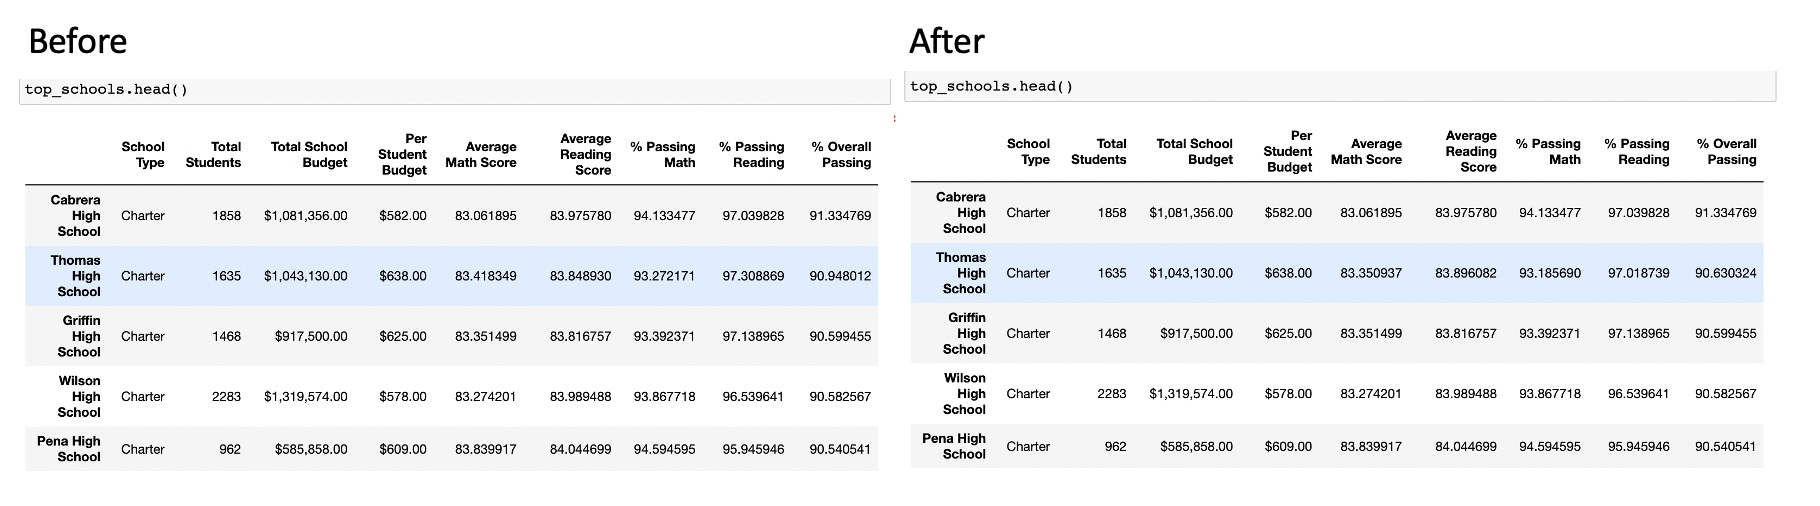 Before
top_schools.head()
School Type Total Students Total School Budget Per Student Budget Average Math Score Average Reading Score % Passing Math % Passing Reading % Overall Passing
Cabrera High School Charter 1858 $1,081,356.00 $582.00 83.061895 83.975780 94.133477 97.039828 91.334769
Thomas High School Charter 1635 $1,043,130.00 $638.00 83.418349 83.848930 93.272171 97.308869 90.948012
Griffin High School Charter 1468 $917,500.00 $625.00 83.351499 83.816757 93.392371 97.138965 90.599455
Wilson High School Charter 2283 $1,319,574.00 $578.00 83.274201 83.989488 93.867718 96.539641 90.582567
Pena High School Charter 962 $585,858.00 $609.00 83.839917 84.044699 94.594595 95.945946 90.540541
After
top_schools.head()
School Type Total Students Total School Budget Per Student Budget Average Math Score Average Reading Score % Passing Math % Passing Reading % Overall Passing
Cabrera High School Charter 1858 $1,081,356.00 $582.00 83.061895 83.975780 94.133477 97.039828 91.334769
Thomas High School Charter 1635 $1,043,130.00 $638.00 83.350937 83.896082 93.185690 97.018739 90.630324
Griffin High School Charter 1468 $917,500.00 $625.00 83.351499 83.816757 93.392371 97.138965 90.599455
Wilson High School Charter 2283 $1,319,574.00 $578.00 83.274201 83.989488 93.867718 96.539641 90.582567
Pena High School Charter 962 $585,858.00 $609.00 83.839917 84.044699 94.594595 95.945946 90.540541